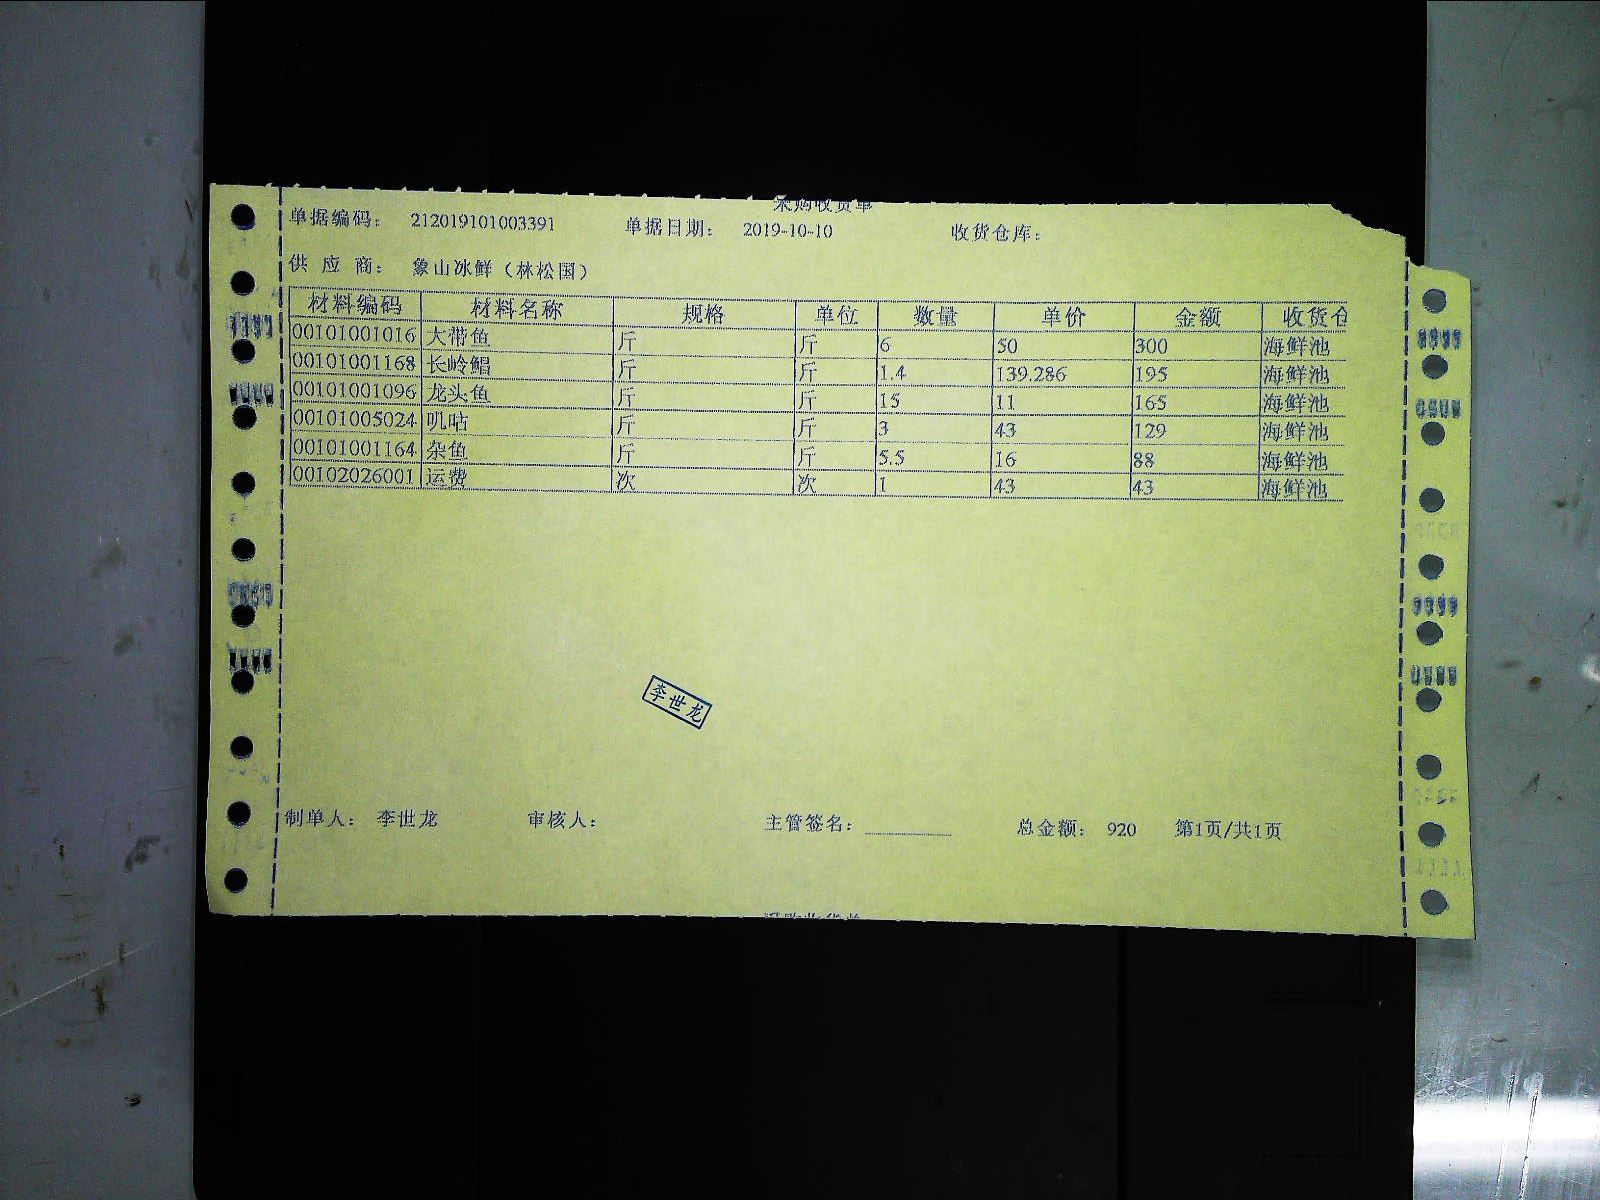 采购收货单
单据编码： 212019101003391 单据日期： 2019-10-10 收货仓库：
供 应 商： 象山冰鲜（林松国）
材料编码 材料名称 规格 单位 数量 单价 金额 收货仓
00101001016 大带鱼 斤 斤 6 50 300 海鲜池
00101001168 长岭鲳 斤 斤 1.4 139.286 195 海鲜池
00101001096 龙头鱼 斤 斤 15 11 165 海鲜池
00101005024 叽咕 斤 斤 3 43 129 海鲜池
00101001164 杂鱼 斤 斤 5.5 16 88 海鲜池
00102026001 运费 次 次 1 43 43 海鲜池
李世龙
制单人： 李世龙 审核人： 主管签名： 总金额： 920 第1页/共1页